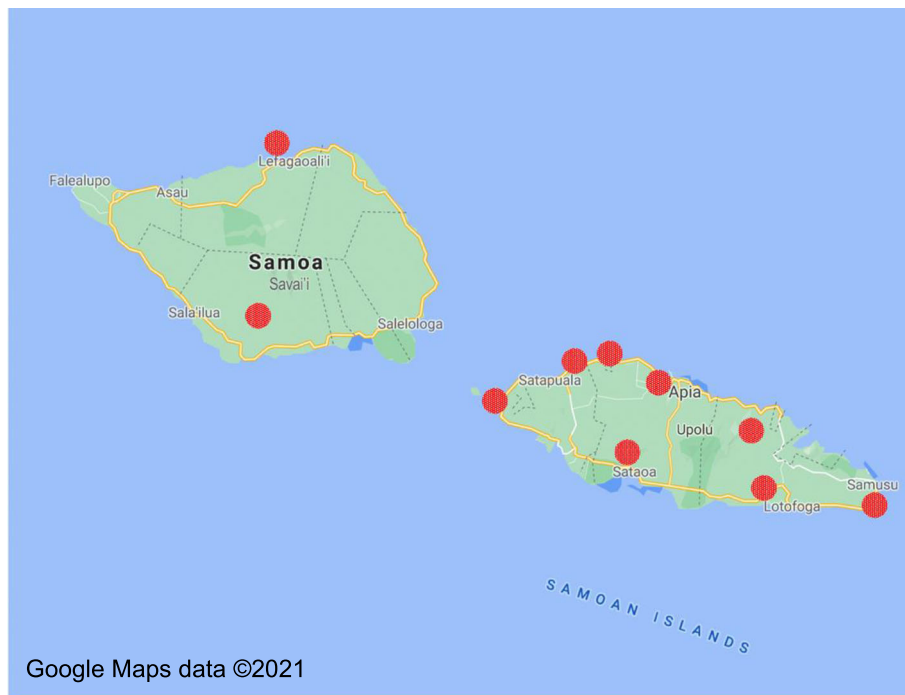 Lefagaoali'i
Falealupo
Asau
Samoa
Savai'i
Sala'ilua
Salelologa
Satapuala
Apia
Upolu
Sataoa
Samusu
Lotofoga
SAMOAN ISLANDS
Google Maps data ©2021